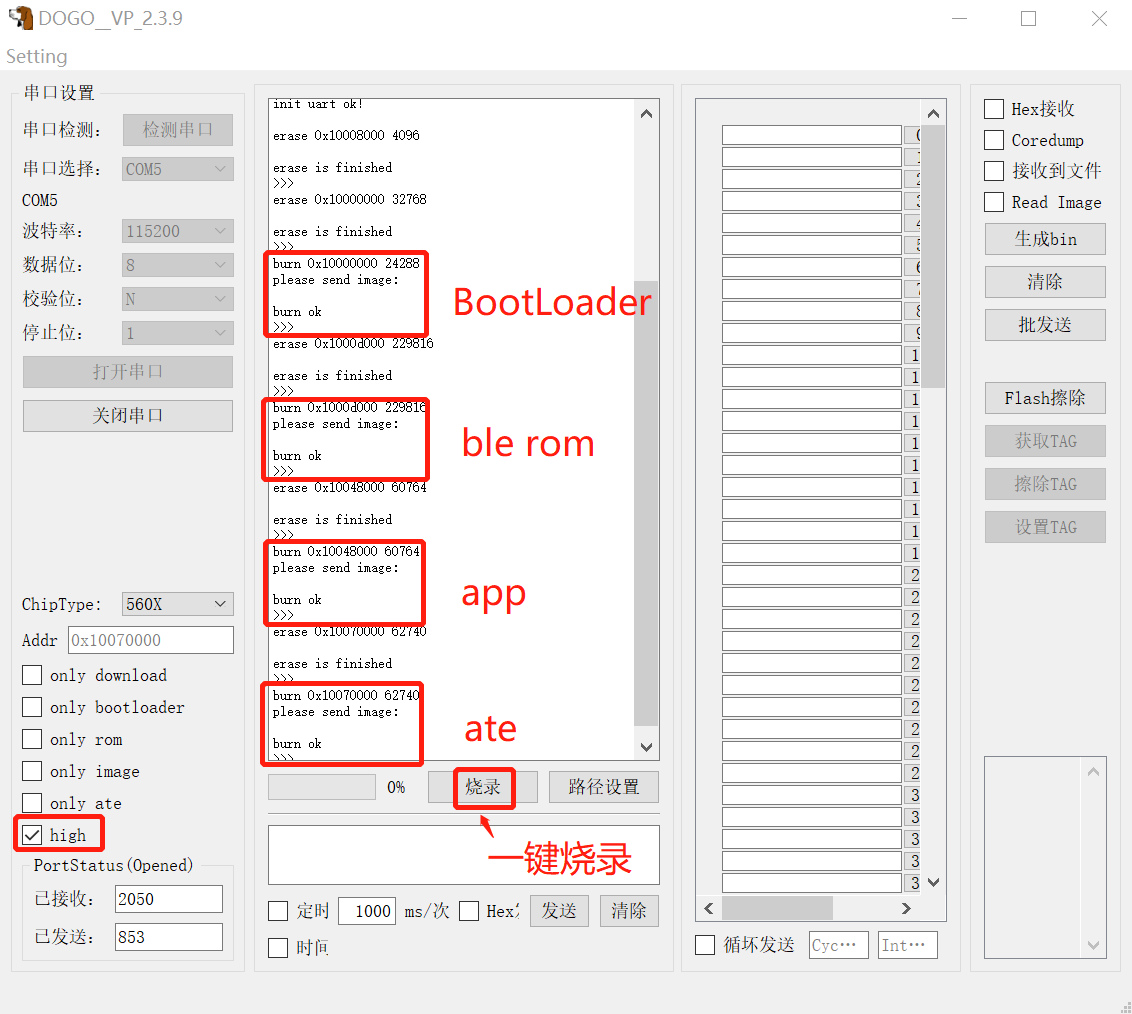 DOGO__VP_2.3.9
Setting
串口设置
串口检测： 检测串口
串口选择： COM5
COM5
波特率： 115200
数据位： 8
校验位： N
停止位： 1
打开串口
关闭串口
ChipType: 560X
Addr 0x10070000
only download
only bootloader
only rom
only image
only ate
high
PortStatus(Opened)
已接收： 2050
已发送： 853
init uart ok!
erase 0x10008000 4096
erase is finished
>>>
erase 0x10000000 32768
erase is finished
>>>
burn 0x10000000 24288
please send image:
burn ok
>>>
BootLoader
erase 0x1000d000 229816
erase is finished
>>>
burn 0x1000d000 229816
please send image:
burn ok
>>>
ble rom
erase 0x10048000 60764
erase is finished
>>>
burn 0x10048000 60764
please send image:
burn ok
>>>
app
erase 0x10070000 62740
erase is finished
>>>
burn 0x10070000 62740
please send image:
burn ok
>>>
ate
0% 烧录 路径设置
一键烧录
定时 1000 ms/次 Hex 发送 清除
时间
1
2
3
4
5
6
7
8
9
1
1
1
1
1
1
1
1
1
1
2
2
2
2
2
2
2
2
2
2
3
3
3
3
3
循环发送 Cyc··· Int···
Hex接收
Coredump
接收到文件
Read Image
生成bin
清除
批发送
Flash擦除
获取TAG
擦除TAG
设置TAG